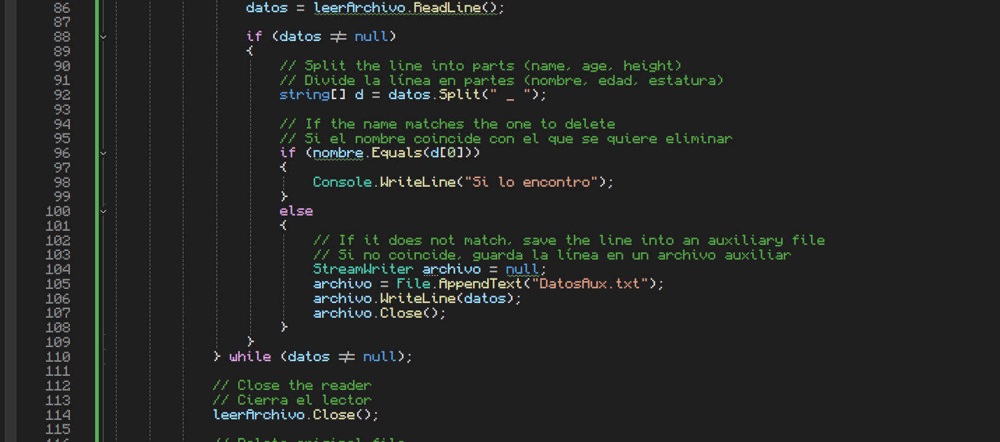 86 datos = leerArchivo.ReadLine();
87
88 if (datos ≠ null)
89 {
90 // Split the line into parts (name, age, height)
91 // Divide la línea en partes (nombre, edad, estatura)
92 string[] d = datos.Split(" _ ");
93
94 // If the name matches the one to delete
95 // Si el nombre coincide con el que se quiere eliminar
96 if (nombre.Equals(d[0]))
97 {
98 Console.WriteLine("Si lo encontro");
99 }
100 else
101 {
102 // If it does not match, save the line into an auxiliary file
103 // Si no coincide, guarda la línea en un archivo auxiliar
104 StreamWriter archivo = null;
105 archivo = File.AppendText("DatosAux.txt");
106 archivo.WriteLine(datos);
107 archivo.Close();
108 }
109 }
110 } while (datos ≠ null);
111
112 // Close the reader
113 // Cierra el lector
114 leerArchivo.Close();
115
116 // Delete original file